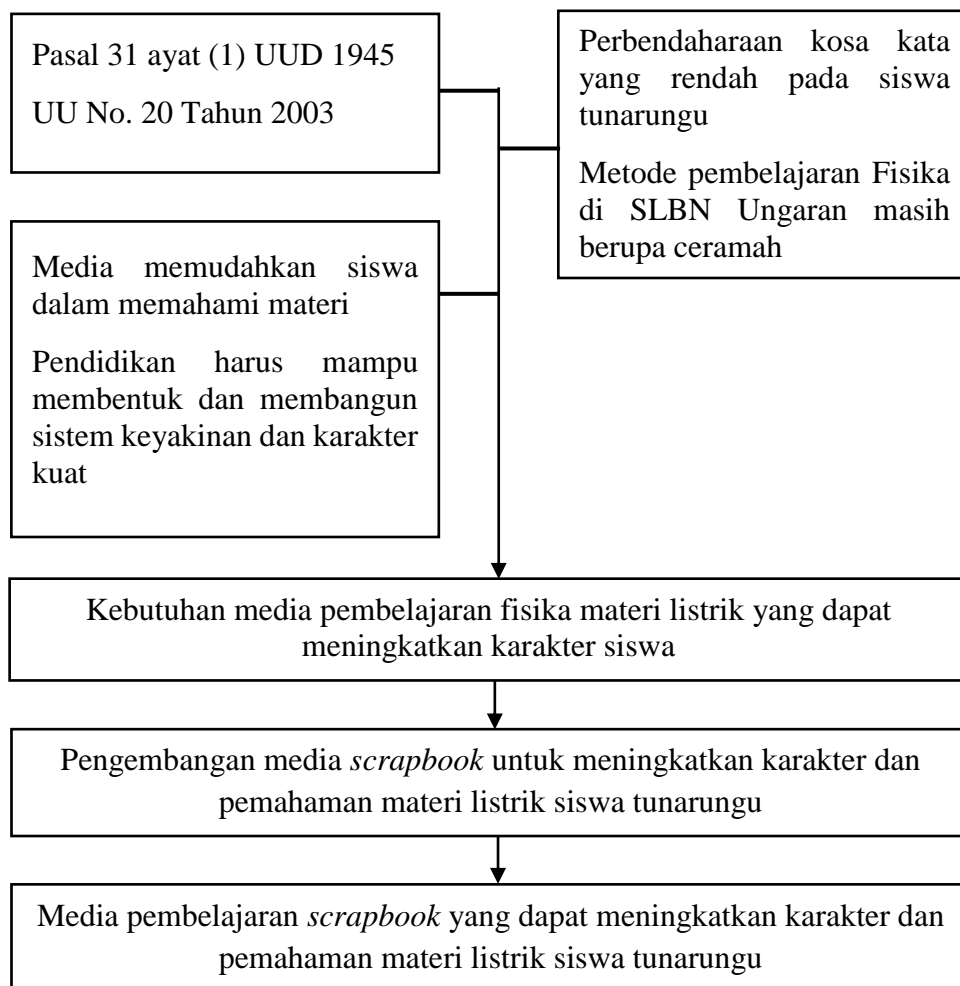 Pasal 31 ayat (1) UUD 1945
UU No. 20 Tahun 2003
Perbendaharaan kosa kata
yang rendah pada siswa
tunarungu
Metode pembelajaran Fisika
di SLBN Ungaran masih
berupa ceramah
Media memudahkan siswa
dalam memahami materi
Pendidikan harus mampu
membentuk dan membangun
sistem keyakinan dan karakter
kuat
Kebutuhan media pembelajaran fisika materi listrik yang dapat
meningkatkan karakter siswa
Pengembangan media scrapbook untuk meningkatkan karakter dan
pemahaman materi listrik siswa tunarungu
Media pembelajaran scrapbook yang dapat meningkatkan karakter dan
pemahaman materi listrik siswa tunarungu